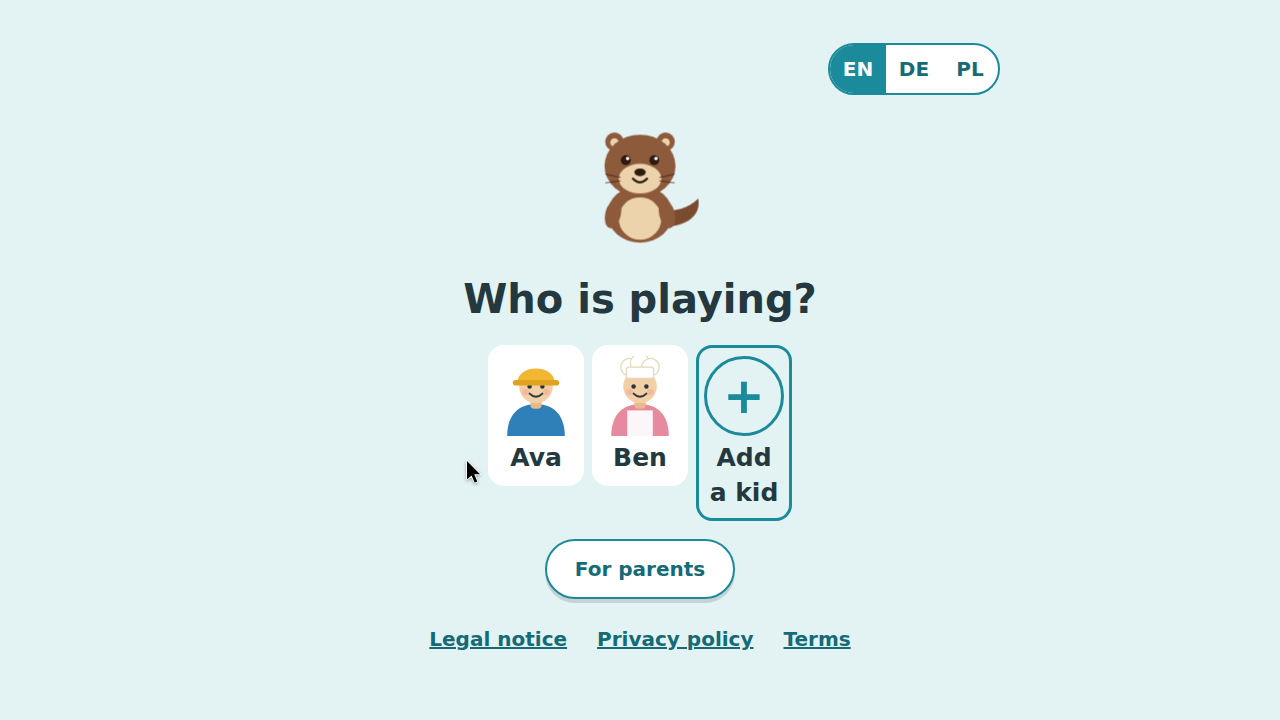 EN DE PL
Who is playing?
Ava
Ben
Add
a kid
For parents
Legal notice Privacy policy Terms